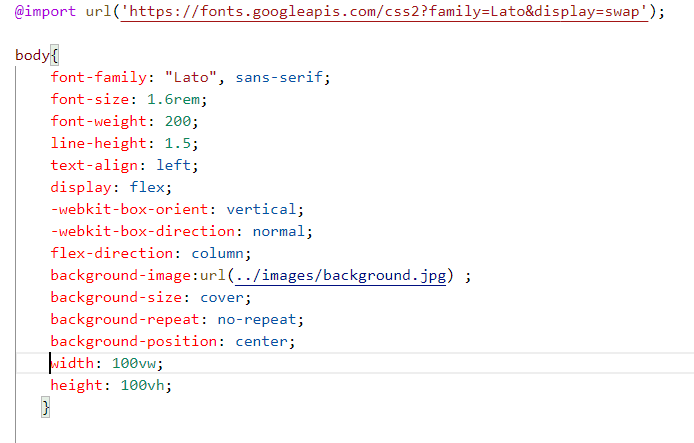 @import url('https://fonts.googleapis.com/css2?family=Lato&display=swap');
body{
font-family: "Lato", sans-serif;
font-size: 1.6rem;
font-weight: 200;
line-height: 1.5;
text-align: left;
display: flex;
-webkit-box-orient: vertical;
-webkit-box-direction: normal;
flex-direction: column;
background-image:url(../images/background.jpg) ;
background-size: cover;
background-repeat: no-repeat;
background-position: center;
width: 100vw;
height: 100vh;
}